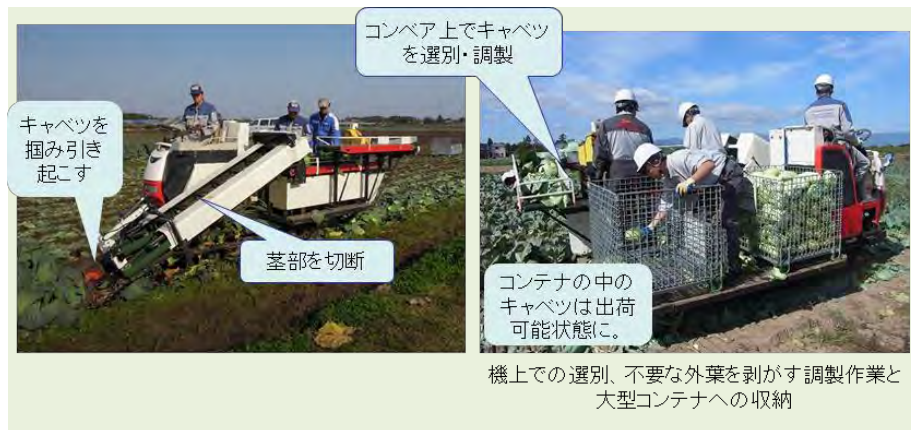 コンベア上でキャベツ
を選別・調製
キャベツを
掴み引き
起こす
茎部を切断
コンテナの中の
キャベツは出荷
可能状態に。
機上での選別、不要な外葉を剥がす調製作業と
大型コンテナへの収納